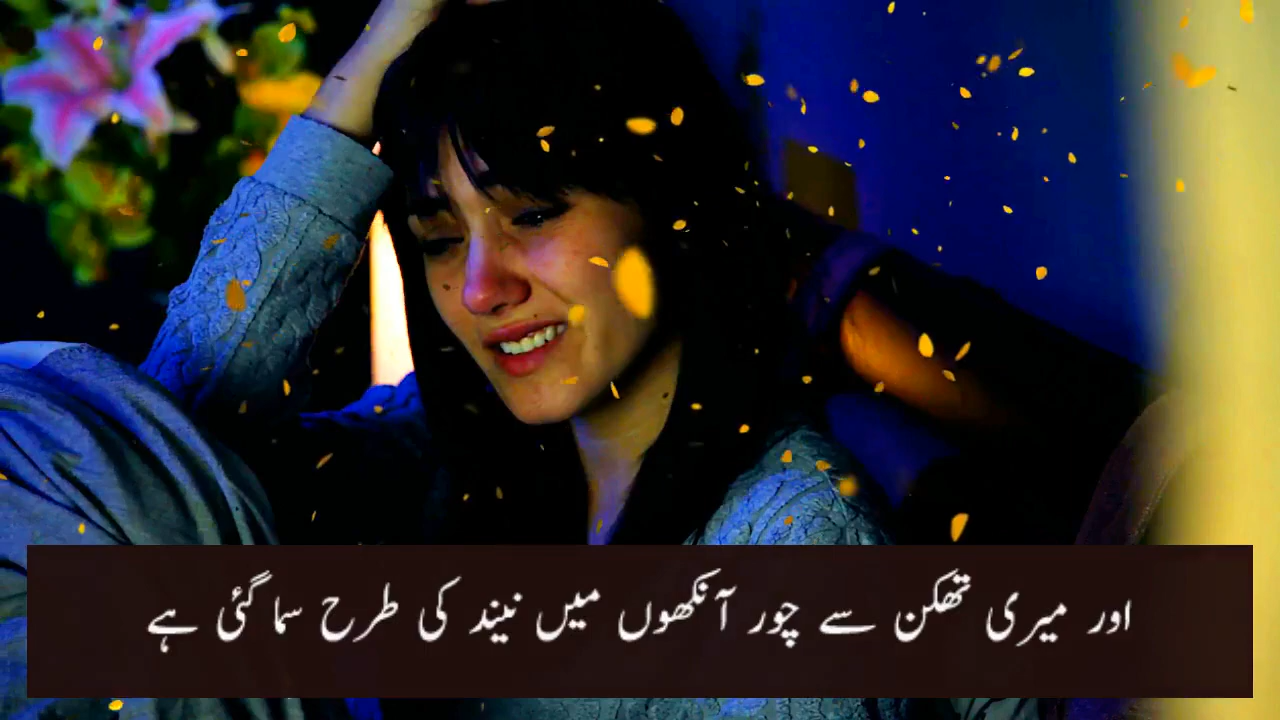 اور میری تھکن سے چور آنکھوں میں نیند کی طرح سما گئی ہے